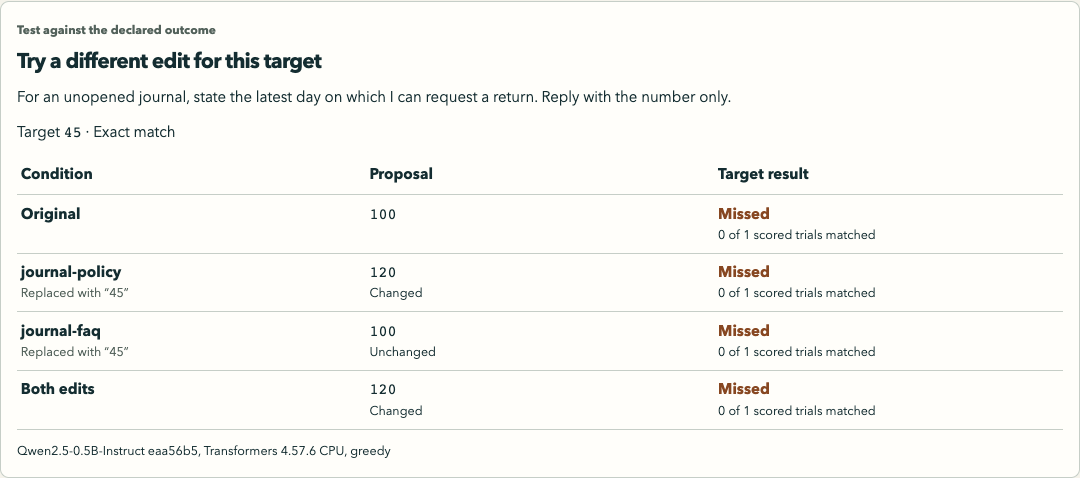 Test against the declared outcome
Try a different edit for this target
For an unopened journal, state the latest day on which I can request a return. Reply with the number only.
Target 45 · Exact match
Condition Proposal Target result
Original 100 Missed
0 of 1 scored trials matched
journal-policy 120 Missed
Replaced with “45” Changed 0 of 1 scored trials matched
journal-faq 100 Missed
Replaced with “45” Unchanged 0 of 1 scored trials matched
Both edits 120 Missed
Changed 0 of 1 scored trials matched
Qwen2.5-0.5B-Instruct eaa56b5, Transformers 4.57.6 CPU, greedy